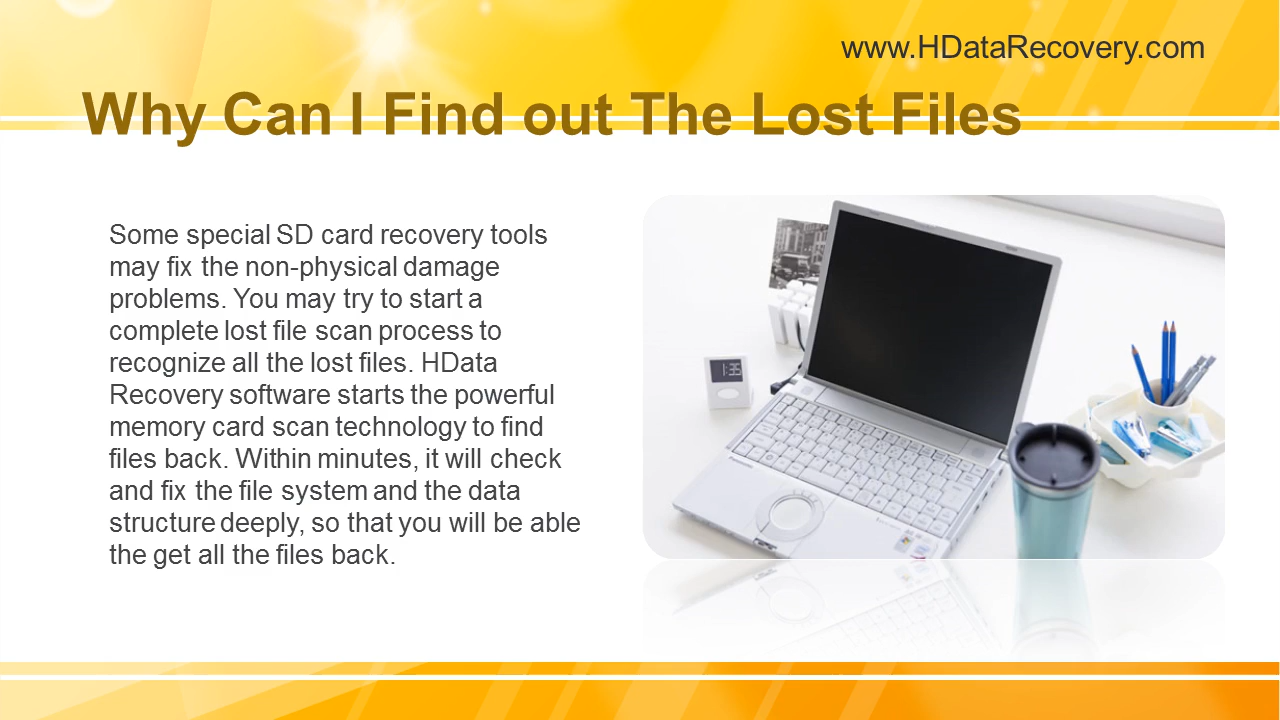 www.HDataRecovery.com
Why Can I Find out The Lost Files
Some special SD card recovery tools
may fix the non-physical damage
problems. You may try to start a
complete lost file scan process to
recognize all the lost files. HData
Recovery software starts the powerful
memory card scan technology to find
files back. Within minutes, it will check
and fix the file system and the data
structure deeply, so that you will be able
the get all the files back.
1:35
Panasonic